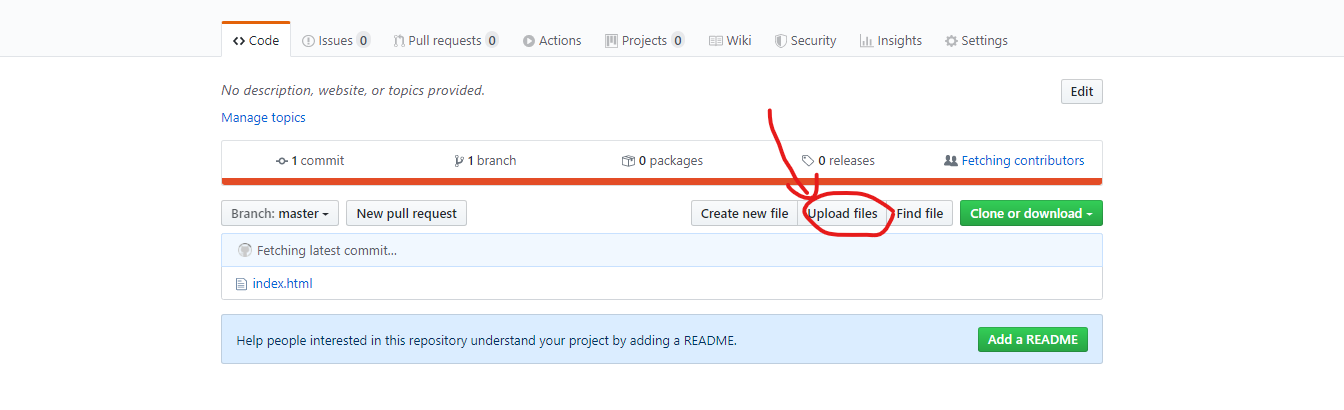 Code Issues 0 Pull requests 0 Actions Projects 0 Wiki Security Insights Settings
No description, website, or topics provided. Edit
Manage topics
1 commit 1 branch 0 packages 0 releases Fetching contributors
Branch: master New pull request Create new file Upload files Find file Clone or download
Fetching latest commit...
index.html
Help people interested in this repository understand your project by adding a README. Add a README